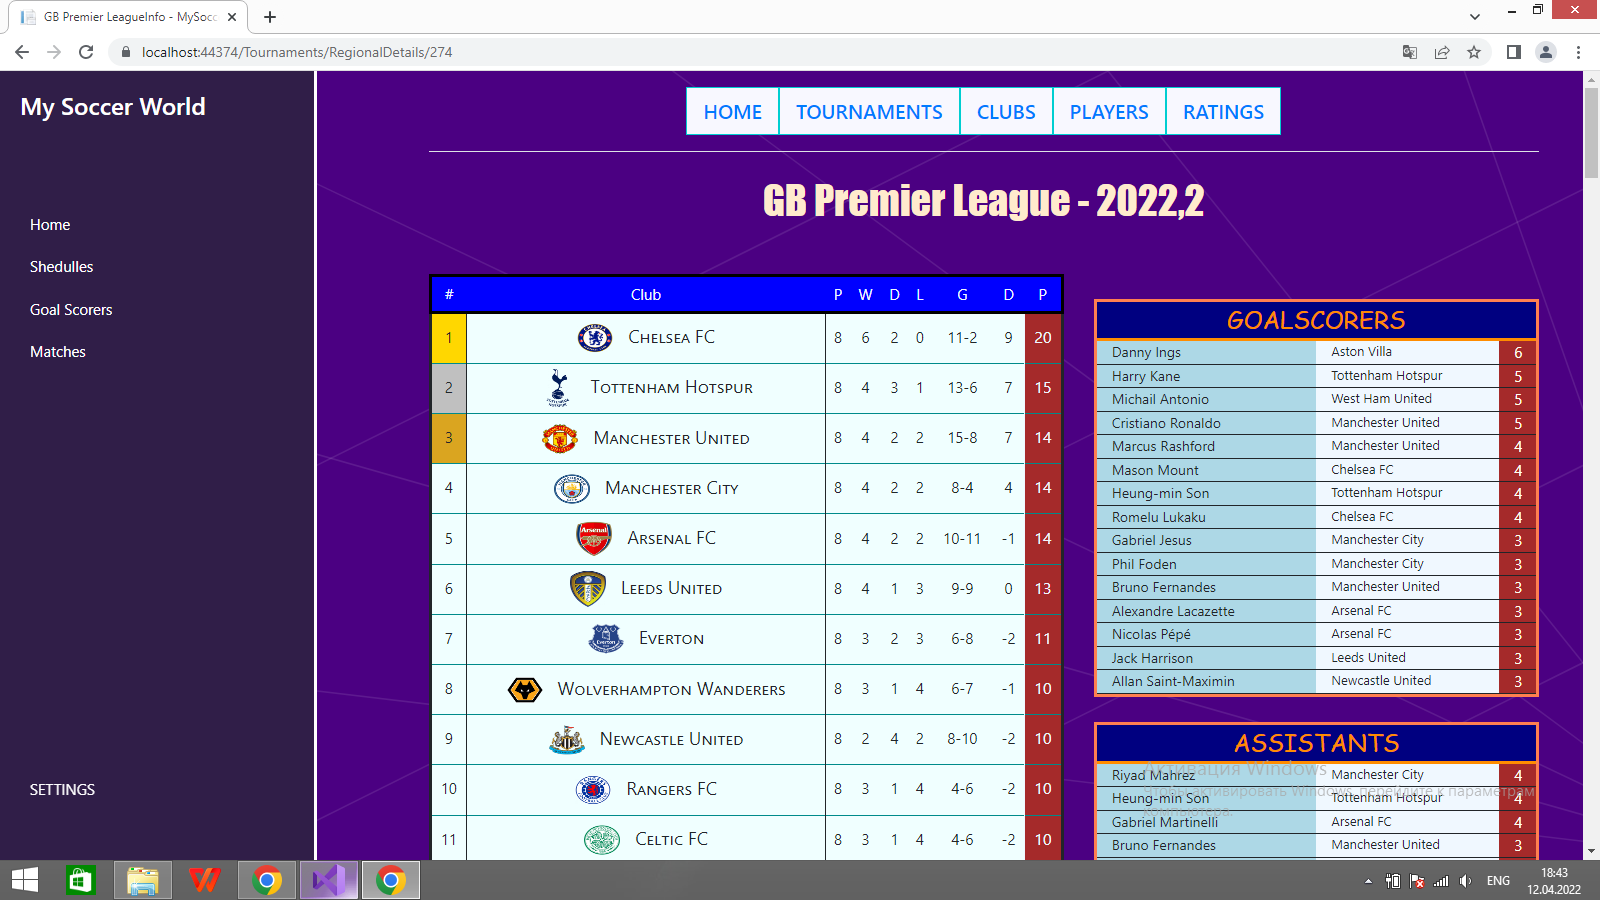 GB Premier LeagueInfo - MySocc
localhost:44374/Tournaments/RegionalDetails/274
My Soccer World
Home
Shedulles
Goal Scorers
Matches
SETTINGS
HOME TOURNAMENTS CLUBS PLAYERS RATINGS
GB Premier League - 2022,2
# Club P W D L G D P
1 Chelsea FC 8 6 2 0 11-2 9 20
2 Tottenham Hotspur 8 4 3 1 13-6 7 15
3 Manchester United 8 4 2 2 15-8 7 14
4 Manchester City 8 4 2 2 8-4 4 14
5 Arsenal FC 8 4 2 2 10-11 -1 14
6 Leeds United 8 4 1 3 9-9 0 13
7 Everton 8 3 2 3 6-8 -2 11
8 Wolverhampton Wanderers 8 3 1 4 6-7 -1 10
9 Newcastle United 8 2 4 2 8-10 -2 10
10 Rangers FC 8 3 1 4 4-6 -2 10
11 Celtic FC 8 3 1 4 4-6 -2 10
GOALSCORERS
Danny Ings Aston Villa 6
Harry Kane Tottenham Hotspur 5
Michail Antonio West Ham United 5
Cristiano Ronaldo Manchester United 5
Marcus Rashford Manchester United 4
Mason Mount Chelsea FC 4
Heung-min Son Tottenham Hotspur 4
Romelu Lukaku Chelsea FC 4
Gabriel Jesus Manchester City 3
Phil Foden Manchester City 3
Bruno Fernandes Manchester United 3
Alexandre Lacazette Arsenal FC 3
Nicolas Pépé Arsenal FC 3
Jack Harrison Leeds United 3
Allan Saint-Maximin Newcastle United 3
ASSISTANTS
Riyad Mahrez Manchester City 4
Heung-min Son Tottenham Hotspur 4
Gabriel Martinelli Arsenal FC 4
Bruno Fernandes Manchester United 3
Активация Windows
Чтобы активировать Windows, перейдите к параметрам
компьютера.
ENG
18:43
12.04.2022